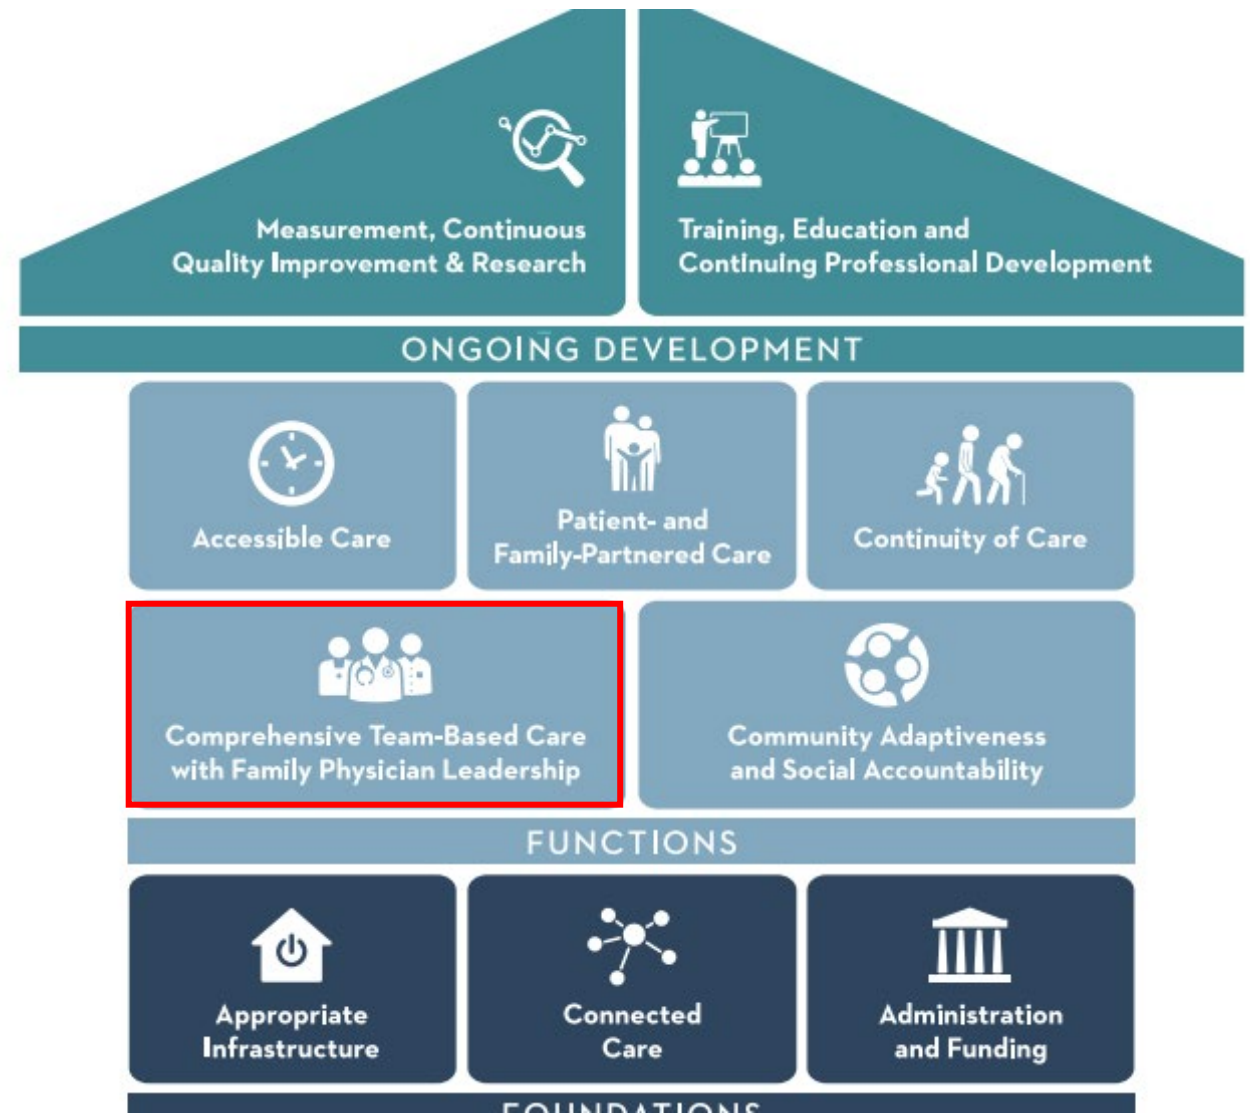 Measurement, Continuous
Quality Improvement & Research
Training, Education and
Continuing Professional Development
ONGOING DEVELOPMENT
Accessible Care
Patient- and
Family-Partnered Care
Continuity of Care
Comprehensive Team-Based Care
with Family Physician Leadership
Community Adaptiveness
and Social Accountability
FUNCTIONS
Appropriate
Infrastructure
Connected
Care
Administration
and Funding
FOUNDATIONS